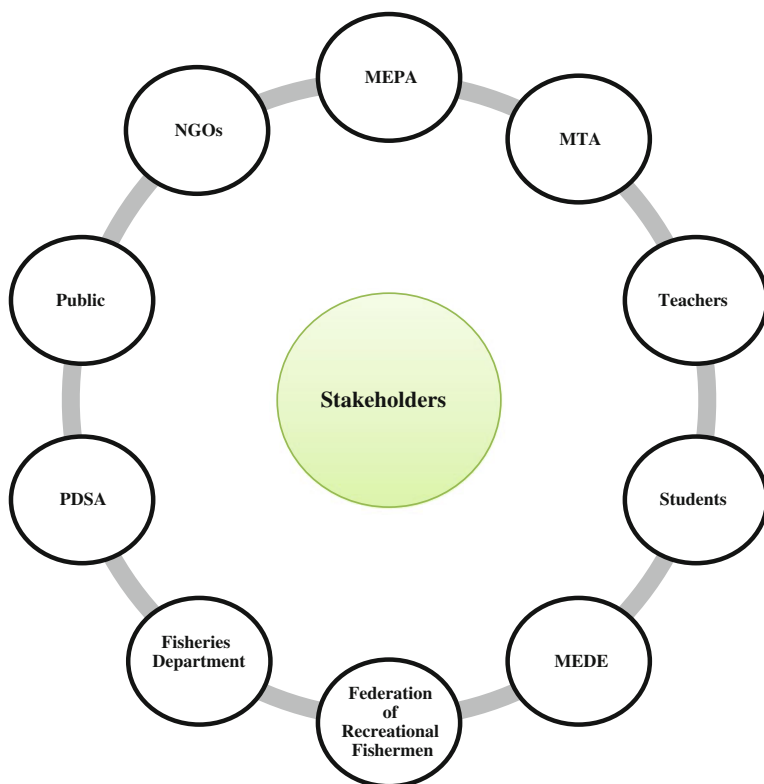 MEPA
MTA
Teachers
Students
MEDE
Federation
of
Recreational
Fishermen
Fisheries
Department
PDSA
Public
NGOs
Stakeholders